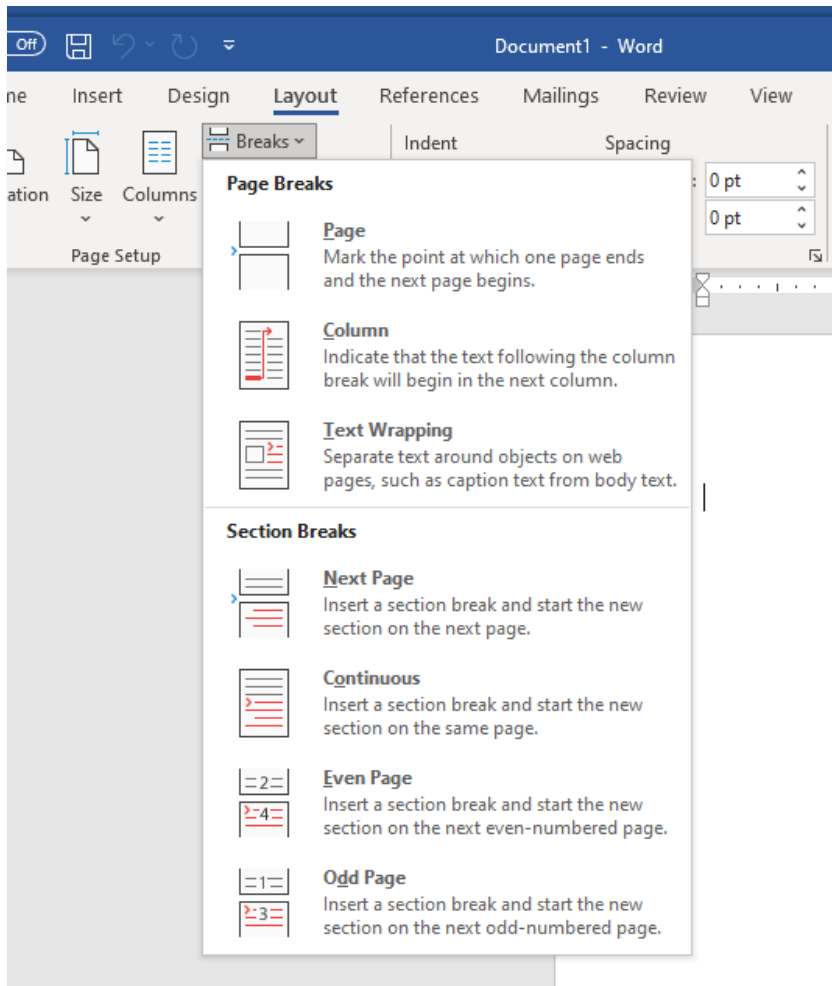 Off Document1 - Word
me Insert Design Layout References Mailings Review View
Breaks Indent Spacing
ation Size Columns : 0 pt
0 pt
Page Setup
Page Breaks
Page
Mark the point at which one page ends
and the next page begins.
Column
Indicate that the text following the column
break will begin in the next column.
Text Wrapping
Separate text around objects on web
pages, such as caption text from body text.
Section Breaks
Next Page
Insert a section break and start the new
section on the next page.
Continuous
Insert a section break and start the new
section on the same page.
=2=
Even Page
4=
Insert a section break and start the new
section on the next even-numbered page.
=1=
Odd Page
3=
Insert a section break and start the new
section on the next odd-numbered page.